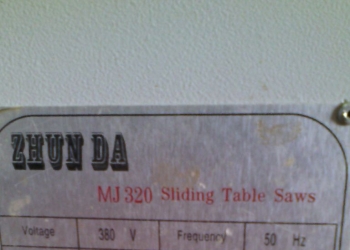 ZHUN DA
MJ 320 Sliding Table Saws
Voltage 380 V Frequency 50 Hz